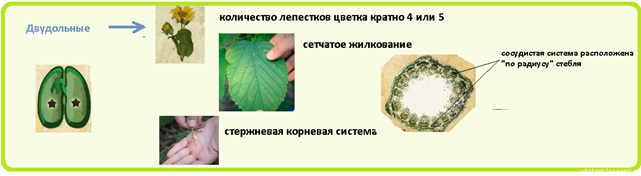 Двудольные
количество лепестков цветка кратно 4 или 5
сетчатое жилкование
сосудистая система расположена
"по радиусу" стебля
стержневая корневая система